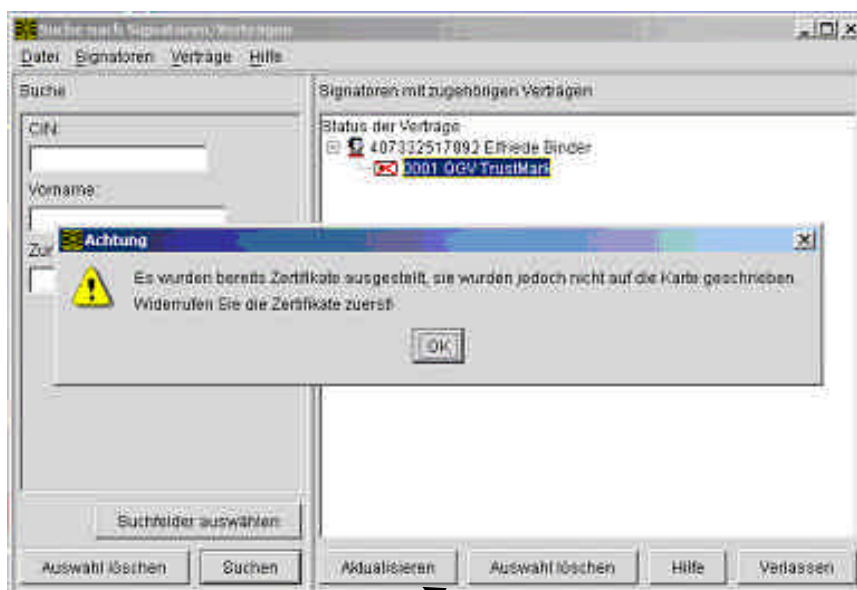 Suche nach Signatoren, Verträgen
Datei Signatoren Verträge Hilfe
Suche
Signatoren mit zugehörigen Verträgen
CIN:
Vorname:
Status der Verträge
407332517892 Elfriede Binder
0001 OGV TrustMark
Achtung
Es wurden bereits Zertifikate ausgestellt, sie wurden jedoch nicht auf die Karte geschrieben.
Widerrufen Sie die Zertifikate zuerst!
OK
Buchfelder auswählen
Auswahl löschen
Suchen
Aktualisieren
Auswahl löschen
Hilfe
Verlassen